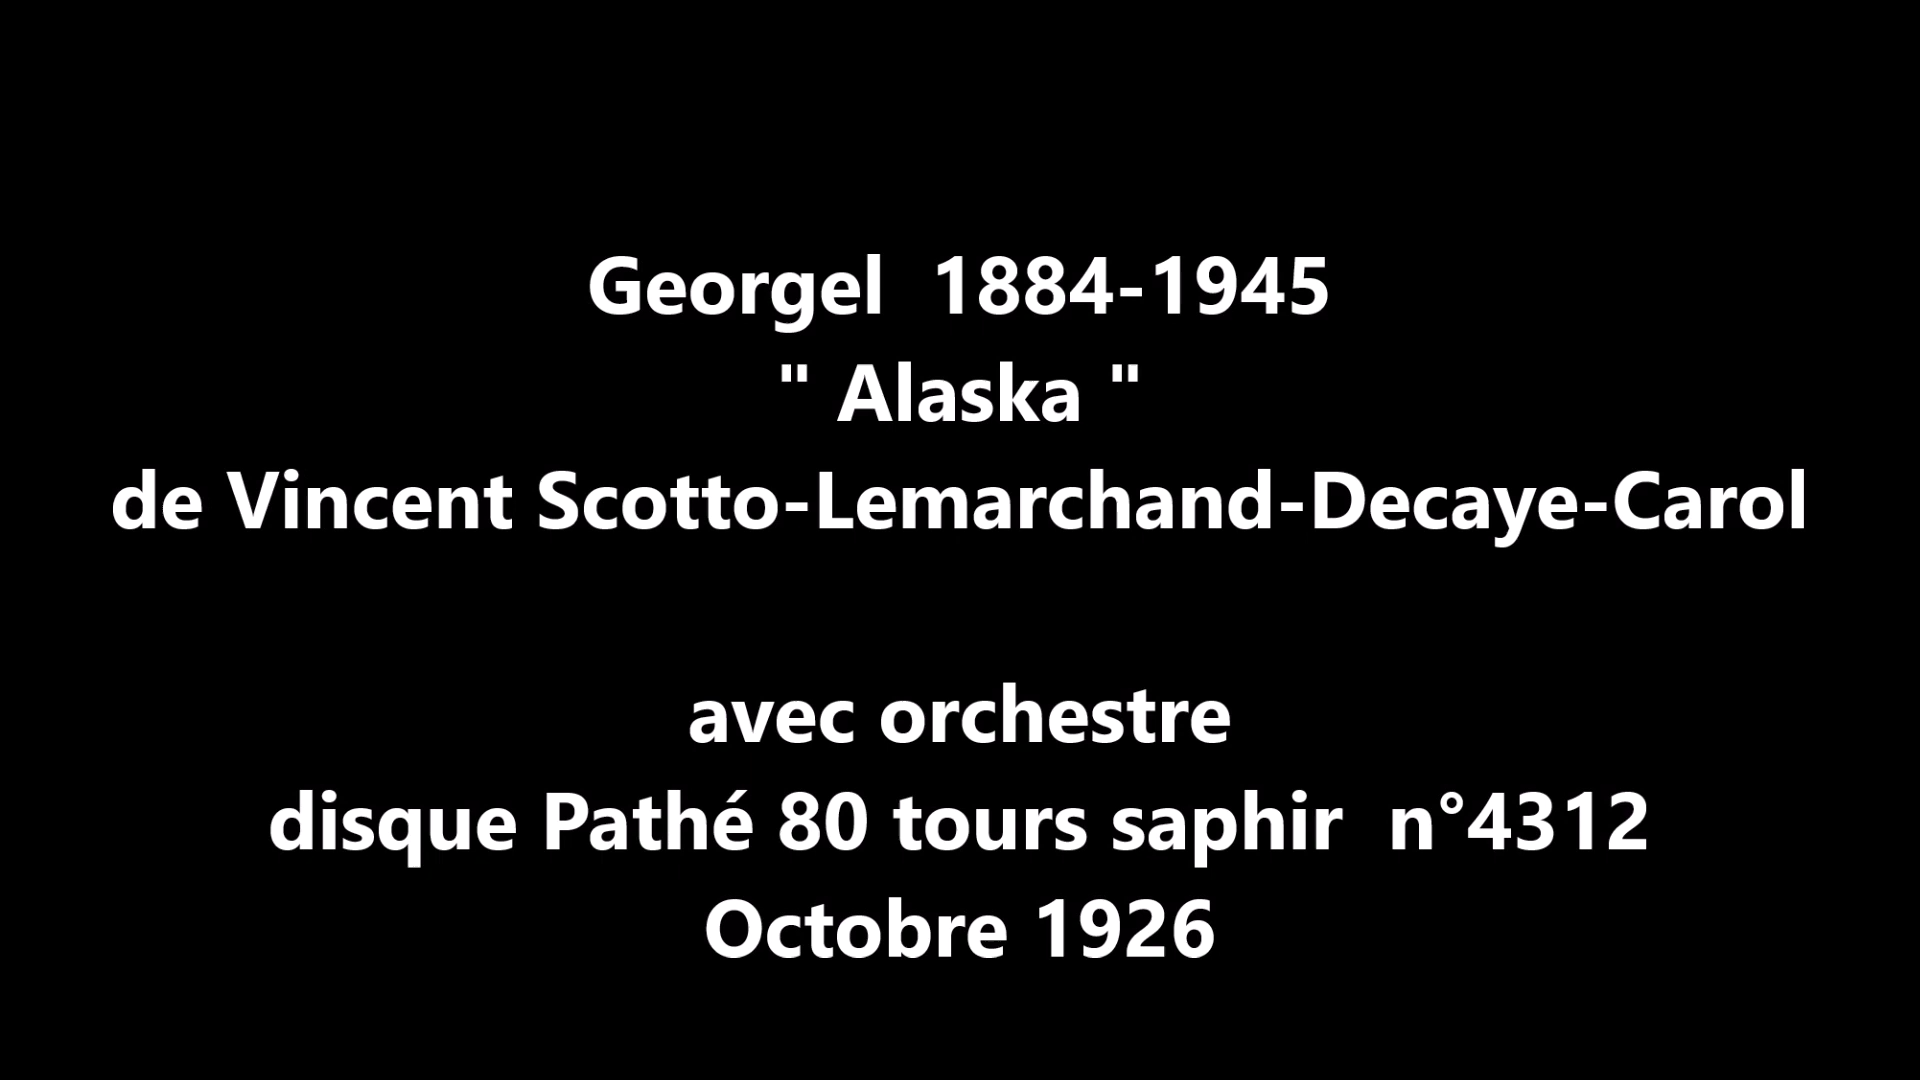 Georgel  1884-1945
" Alaska "
de Vincent Scotto-Lemarchand-Decaye-Carol
avec orchestre
disque Pathé 80 tours saphir  n°4312
Octobre 1926